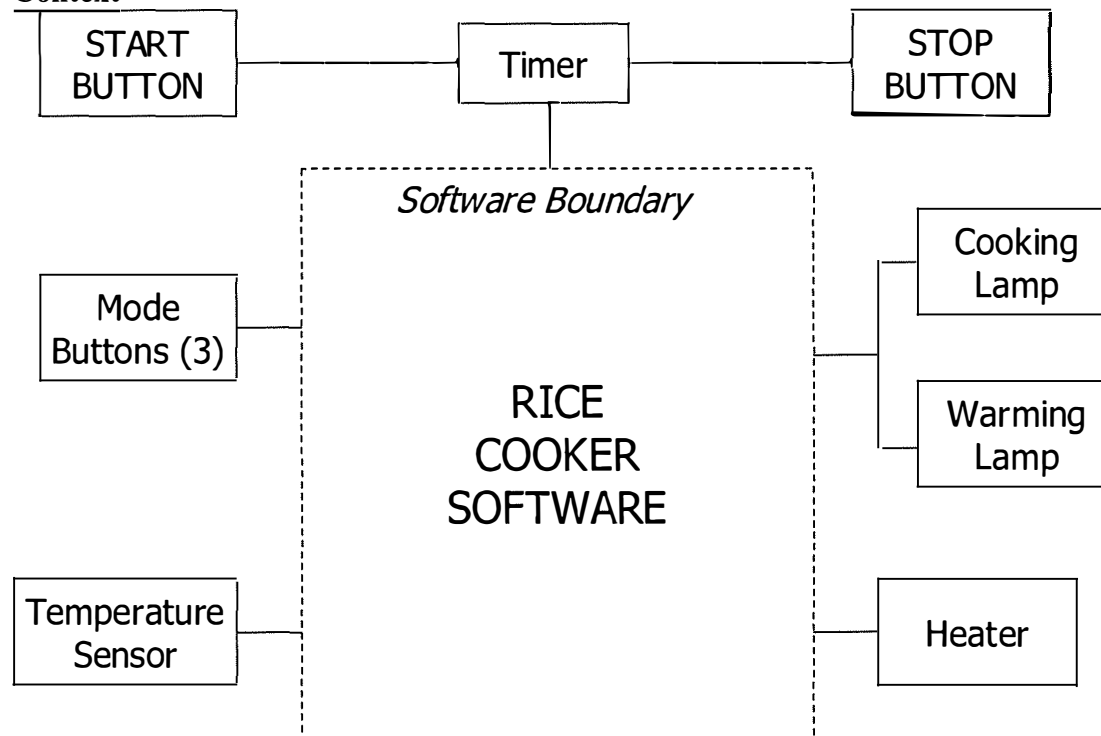 Context
START
BUTTON
Timer
STOP
BUTTON
Software Boundary
Mode
Buttons (3)
Cooking
Lamp
RICE
COOKER
SOFTWARE
Warming
Lamp
Temperature
Sensor
Heater